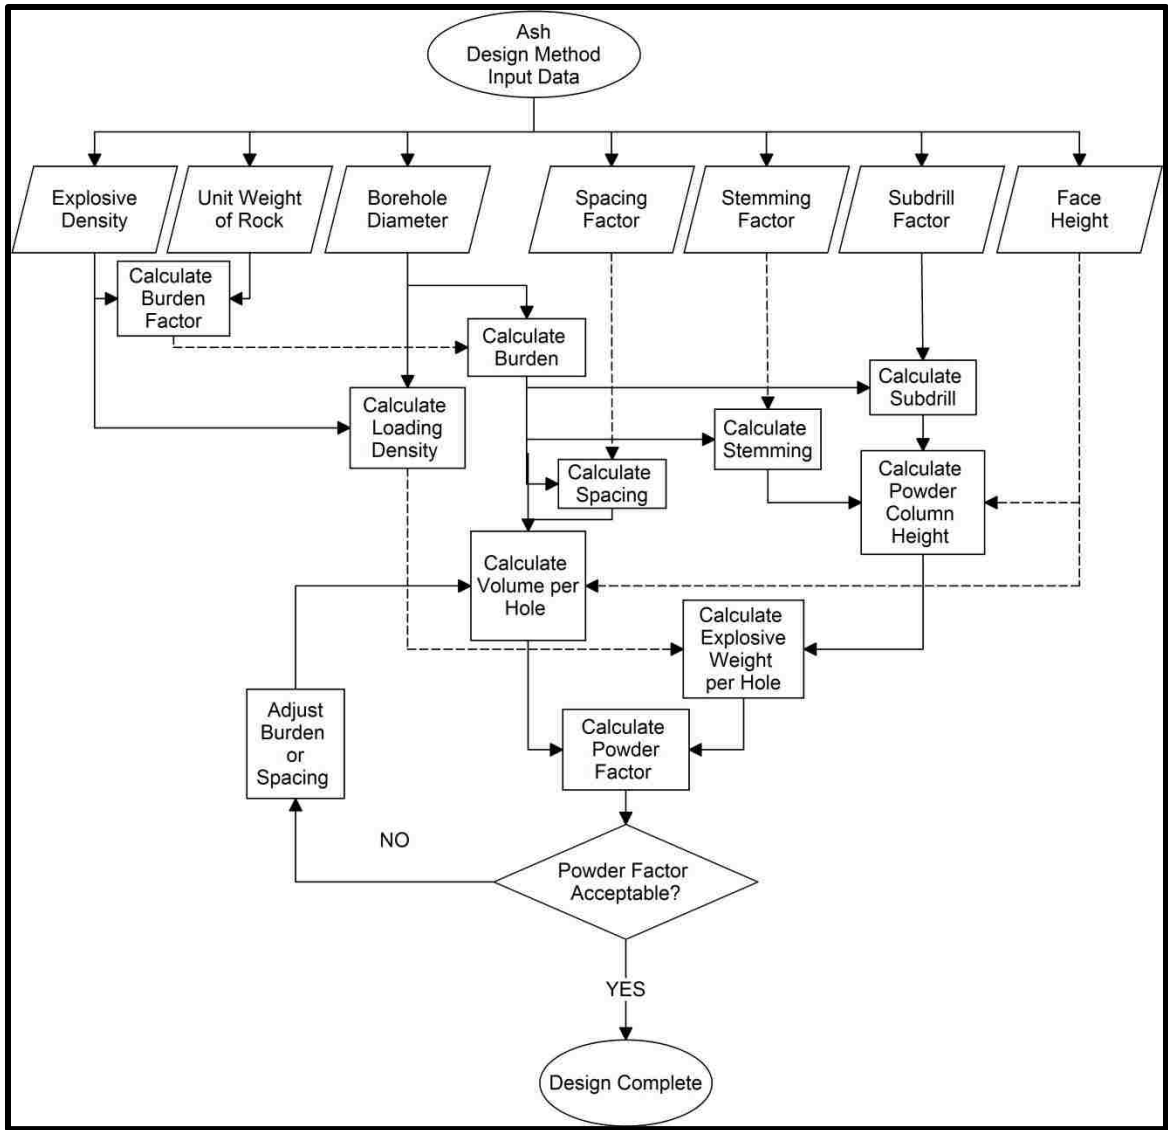 Ash
Design Method
Input Data
Explosive
Density
Unit Weight
of Rock
Borehole
Diameter
Spacing
Factor
Stemming
Factor
Subdrill
Factor
Face
Height
Calculate
Burden
Factor
Calculate
Burden
Calculate
Subdrill
Calculate
Loading
Density
Calculate
Stemming
Calculate
Spacing
Calculate
Powder
Column
Height
Calculate
Volume per
Hole
Calculate
Explosive
Weight
per Hole
Adjust
Burden
or
Spacing
Calculate
Powder
Factor
NO
Powder Factor
Acceptable?
YES
Design Complete